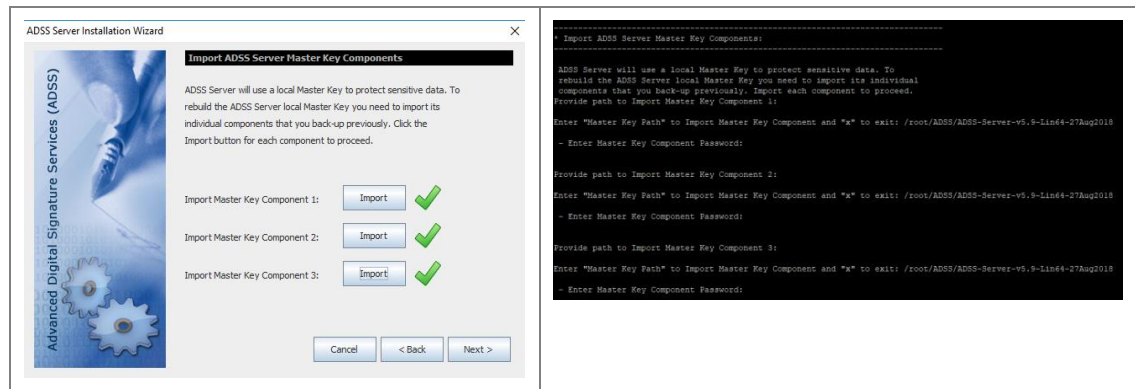 ADSS Server Installation Wizard
Advanced Digital Signature Services (ADSS)
Import ADSS Server Master Key Components
ADSS Server will use a local Master Key to protect sensitive data. To
rebuild the ADSS Server local Master Key you need to import its
individual components that you back-up previously. Click the
Import button for each component to proceed.
Import Master Key Component 1: Import
Import Master Key Component 2: Import
Import Master Key Component 3: Import
Cancel < Back Next >
------------------------------------------------------------------------------
* Import ADSS Server Master Key Components:
------------------------------------------------------------------------------
ADSS Server will use a local Master Key to protect sensitive data. To
rebuild the ADSS Server local Master Key you need to import its individual
components that you back-up previously. Import each component to proceed.
Provide path to Import Master Key Component 1:
Enter "Master Key Path" to Import Master Key Component and "x" to exit: /root/ADSS/ADSS-Server-v5.9-Lin64-27Aug2018
- Enter Master Key Component Password:
Provide path to Import Master Key Component 2:
Enter "Master Key Path" to Import Master Key Component and "x" to exit: /root/ADSS/ADSS-Server-v5.9-Lin64-27Aug2018
- Enter Master Key Component Password:
Provide path to Import Master Key Component 3:
Enter "Master Key Path" to Import Master Key Component and "x" to exit: /root/ADSS/ADSS-Server-v5.9-Lin64-27Aug2018
- Enter Master Key Component Password: